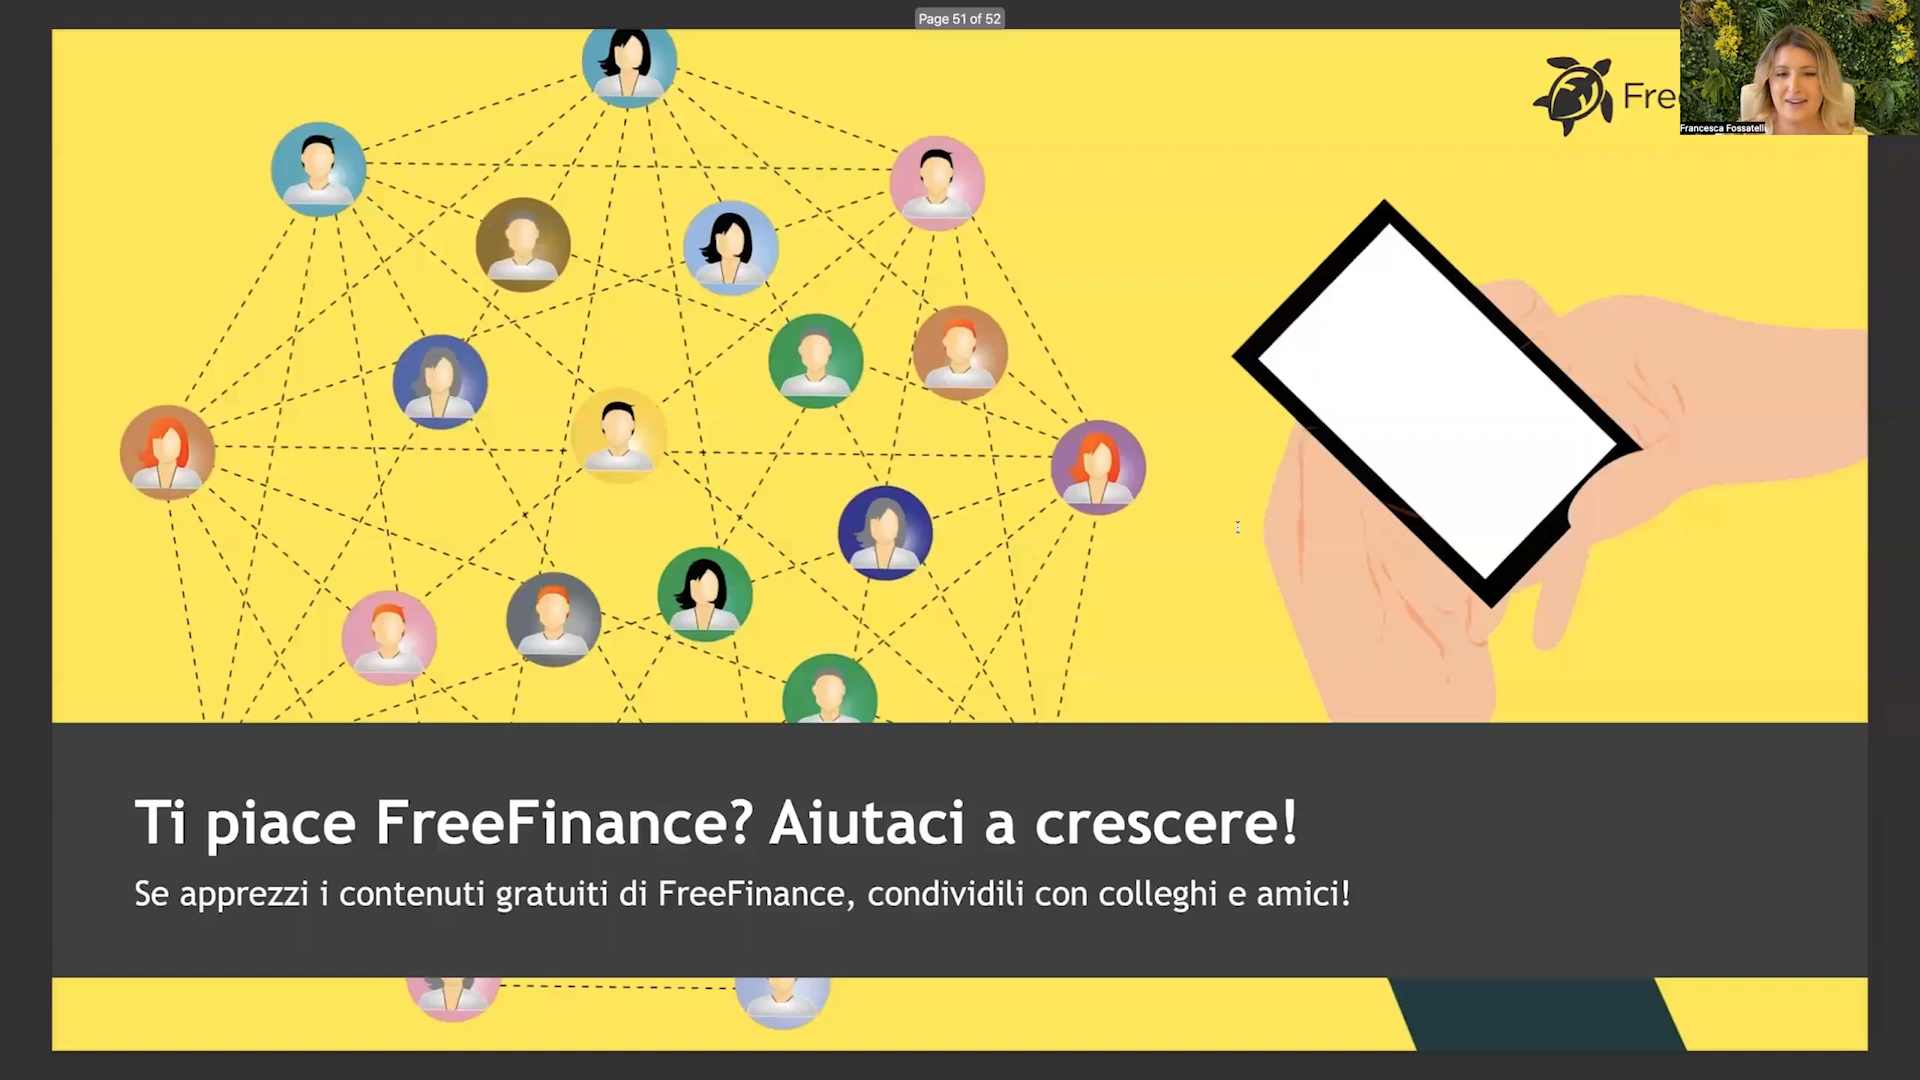 Page 51 of 52
Fre
Francesca Fossatelli
Ti piace FreeFinance? Aiutaci a crescere!
Se apprezzi i contenuti gratuiti di FreeFinance, condividili con colleghi e amici!